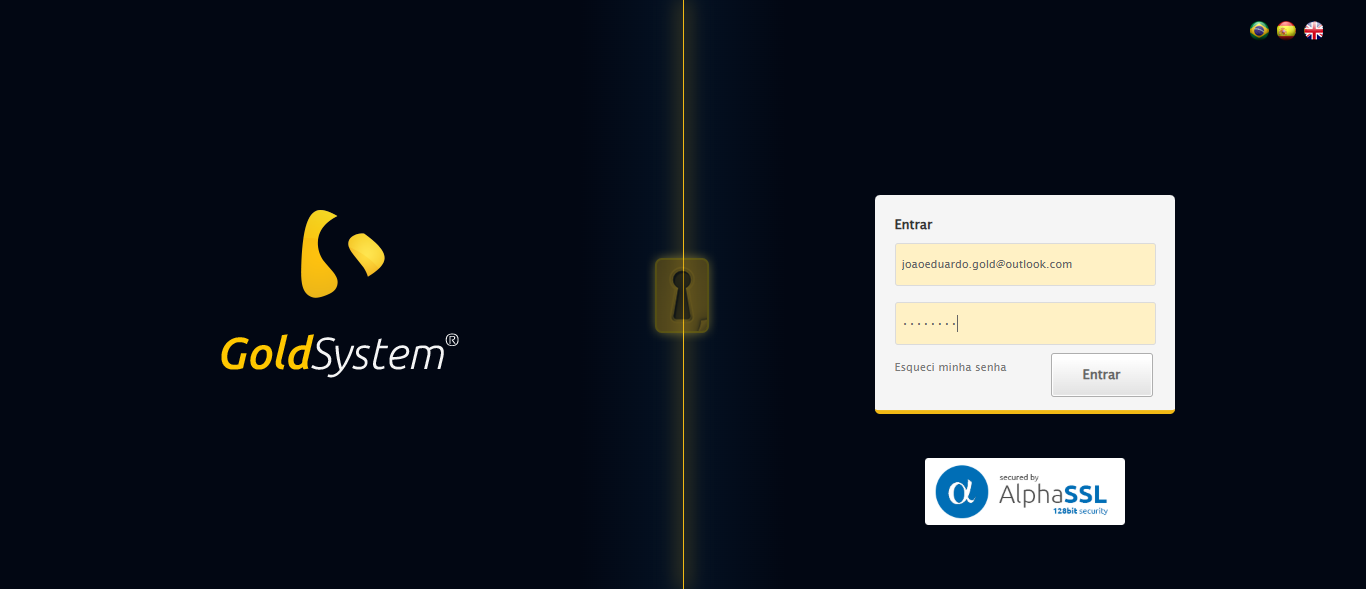 GoldSystem®
Entrar
joaoeduardo.gold@outlook.com
········
Esqueci minha senha
Entrar
α
secured by
AlphaSSL
128bit security